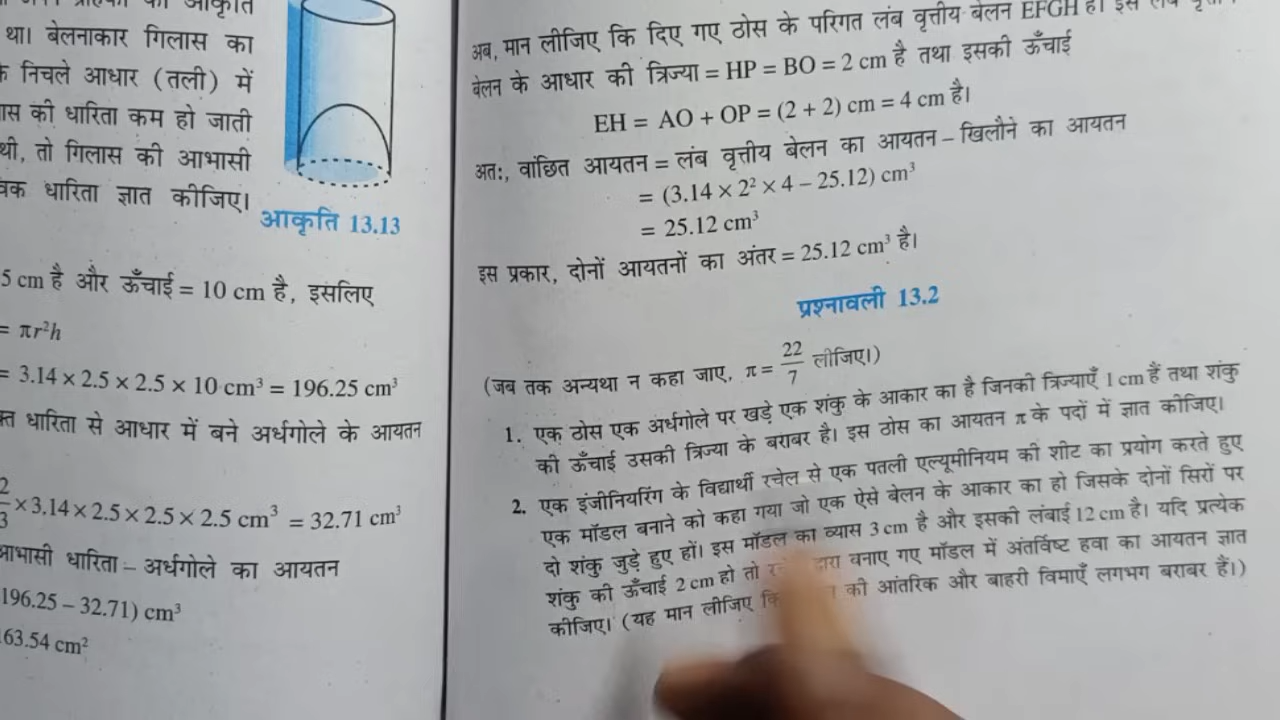 था। बेलनाकार गिलास का
निचले आधार (तली) में
की धारिता कम हो जाती
थी, तो गिलास की आभासी
धारिता ज्ञात कीजिए।
आकृति 13.13
5 cm है और ऊँचाई = 10 cm है, इसलिए
= πr²h
= 3.14 × 2.5 × 2.5 × 10 cm³ = 196.25 cm³
धारिता से आधार में बने अर्धगोले के आयतन
2/3 × 3.14 × 2.5 × 2.5 × 2.5 cm³ = 32.71 cm³
आभासी धारिता – अर्धगोले का आयतन
196.25 – 32.71) cm³
63.54 cm²
अब, मान लीजिए कि दिए गए ठोस के परिगत लंब वृत्तीय बेलन EFGH है। इस लंब
बेलन के आधार की त्रिज्या = HP = BO = 2 cm है तथा इसकी ऊँचाई
EH = AO + OP = (2 + 2) cm = 4 cm है।
अतः, वांछित आयतन = लंब वृत्तीय बेलन का आयतन – खिलौने का आयतन
= (3.14 × 2² × 4 – 25.12) cm³
= 25.12 cm³
इस प्रकार, दोनों आयतनों का अंतर = 25.12 cm³ है।
प्रश्नावली 13.2
(जब तक अन्यथा न कहा जाए, π = 22/7 लीजिए।)
1. एक ठोस एक अर्धगोले पर खड़े एक शंकु के आकार का है जिनकी त्रिज्याएँ 1 cm हैं तथा शंकु
की ऊँचाई उसकी त्रिज्या के बराबर है। इस ठोस का आयतन π के पदों में ज्ञात कीजिए।
2. एक इंजीनियरिंग के विद्यार्थी रचेल से एक पतली एल्यूमीनियम की शीट का प्रयोग करते हुए
एक मॉडल बनाने को कहा गया जो एक ऐसे बेलन के आकार का हो जिसके दोनों सिरों पर
दो शंकु जुड़े हुए हों। इस मॉडल का व्यास 3 cm है और इसकी लंबाई 12 cm है। यदि प्रत्येक
शंकु की ऊँचाई 2 cm हो तो द्वारा बनाए गए मॉडल में अंतर्विष्ट हवा का आयतन ज्ञात
कीजिए। (यह मान लीजिए की आंतरिक और बाहरी विमाएँ लगभग बराबर हैं।)